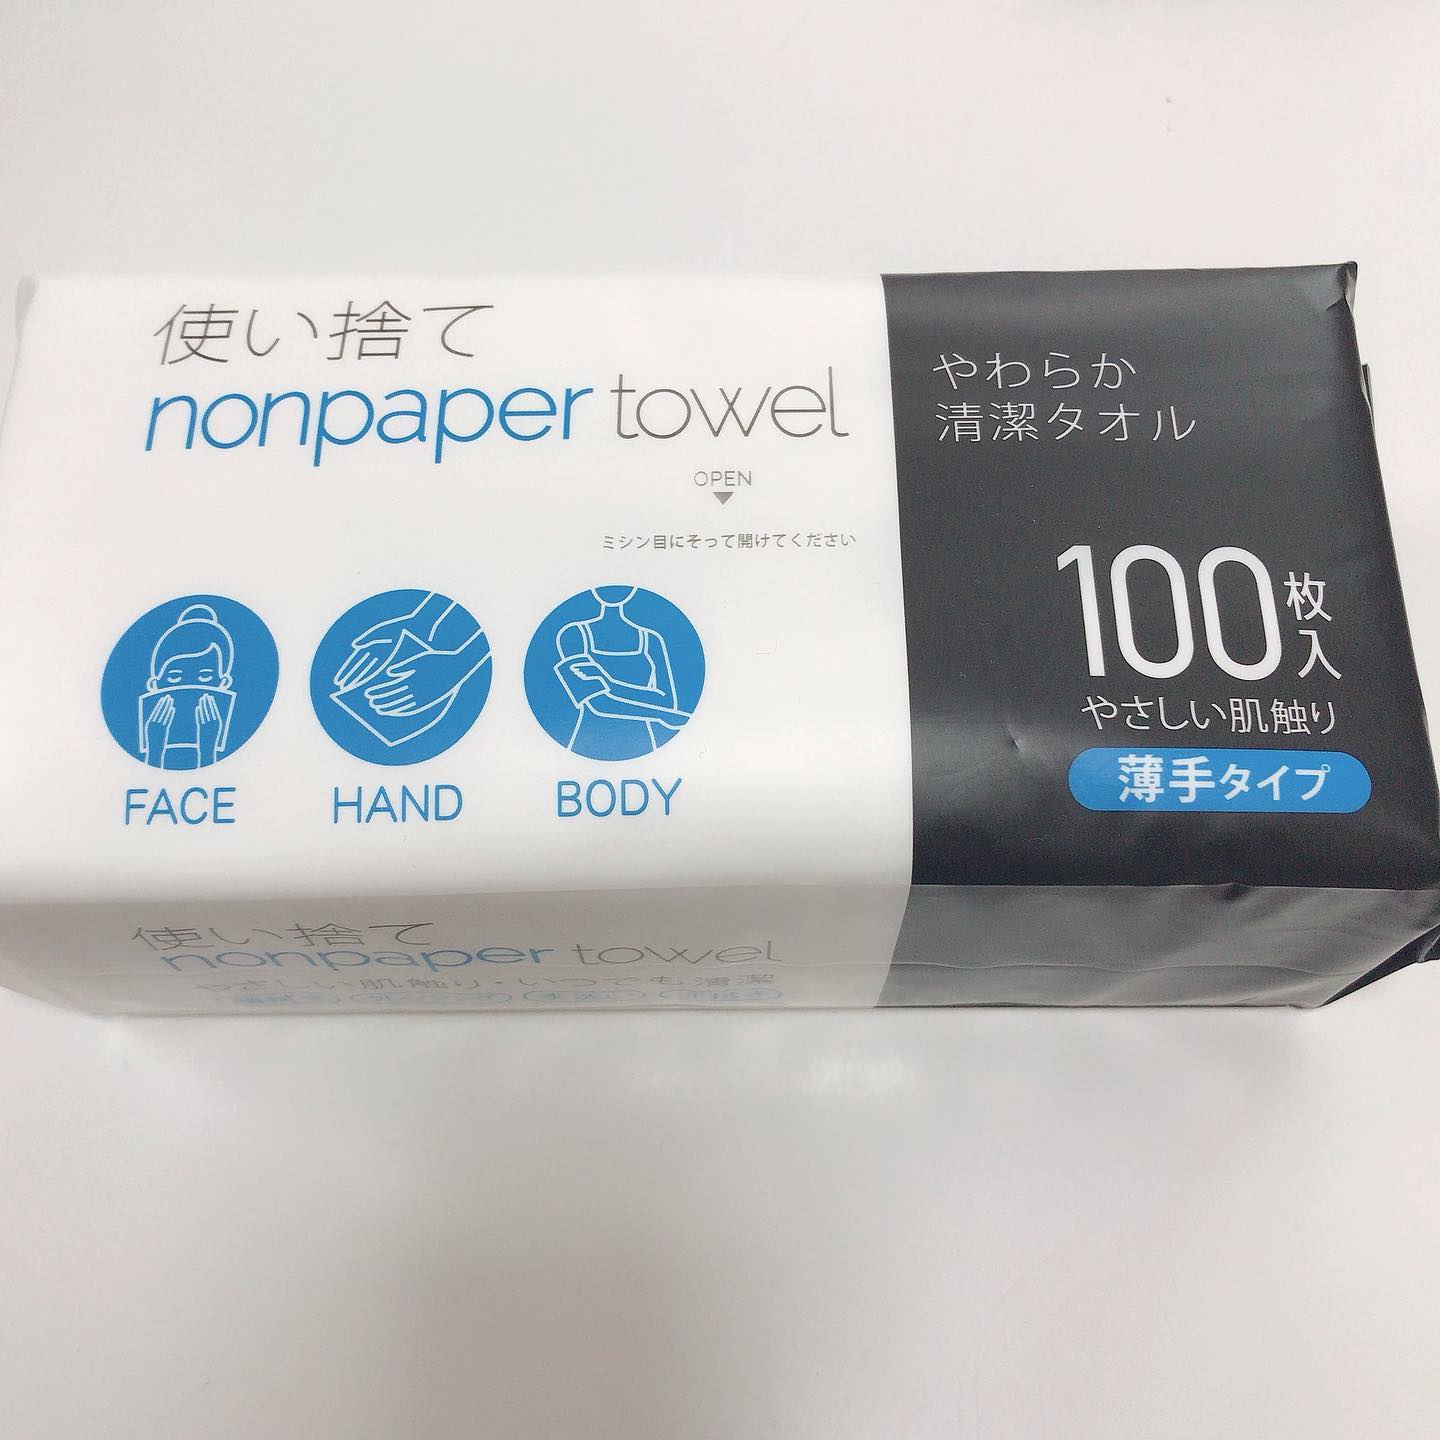 使い捨て
nonpaper towel
OPEN
ミシン目にそって開けてください
FACE
HAND
BODY
やわらか
清潔タオル
100枚入
やさしい肌触り
薄手タイプ
使い捨て
nonpaper towel
やさしい肌触り・いつでも清潔